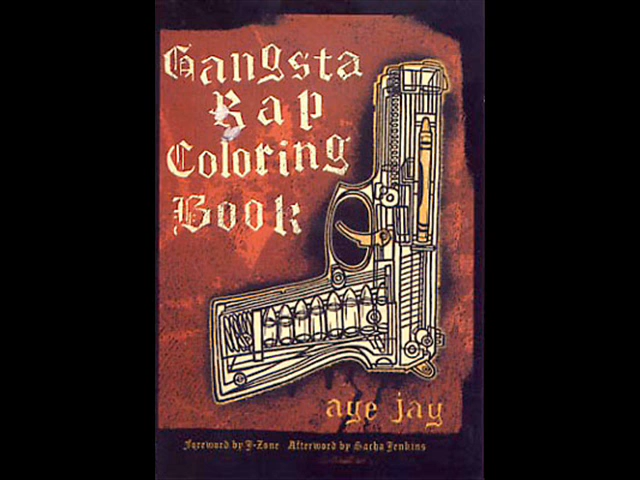 Gangsta
Rap
Coloring
Book
aye jay
Foreword by J-Zone Afterword by Sacha Jenkins